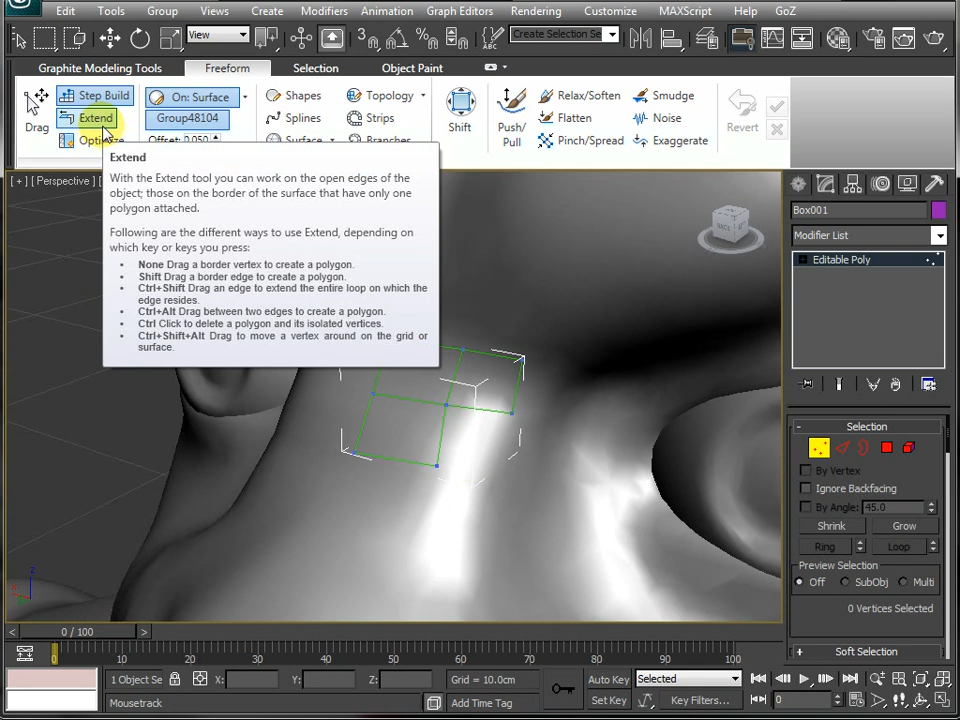 Edit Tools Group Views Create Modifiers Animation Graph Editors Rendering Customize MAXScript Help GoZ
View
Create Selection Se
Graphite Modeling Tools Freeform Selection Object Paint
Drag
Step Build
Extend
On: Surface
Group48104
Offset: 0.050
Shapes
Splines
Surface
Topology
Strips
Branches
Shift
Push/
Pull
Relax/Soften
Flatten
Pinch/Spread
Smudge
Noise
Exaggerate
Revert
Extend
With the Extend tool you can work on the open edges of the
object; those on the border of the surface that have only one
polygon attached.
Following are the different ways to use Extend, depending on
which key or keys you press:
• None Drag a border vertex to create a polygon.
• Shift Drag a border edge to create a polygon.
• Ctrl+Shift Drag an edge to extend the entire loop on which the
edge resides.
• Ctrl+Alt Drag between two edges to create a polygon.
• Ctrl Click to delete a polygon and its isolated vertices.
• Ctrl+Shift+Alt Drag to move a vertex around on the grid or
surface.
[ + ] [ Perspective ]
Box001
Modifier List
Editable Poly
- Selection
By Vertex
Ignore Backfacing
By Angle: 45.0
Shrink Grow
Ring Loop
Preview Selection
Off SubObj Multi
0 Vertices Selected
+ Soft Selection
z
< 0 / 100 >
0 10 20 30 40 50 60 70 80 90 100
1 Object Se X: Y: Z: Grid = 10.0cm Auto Key Selected
Mousetrack Add Time Tag Set Key Key Filters... 0